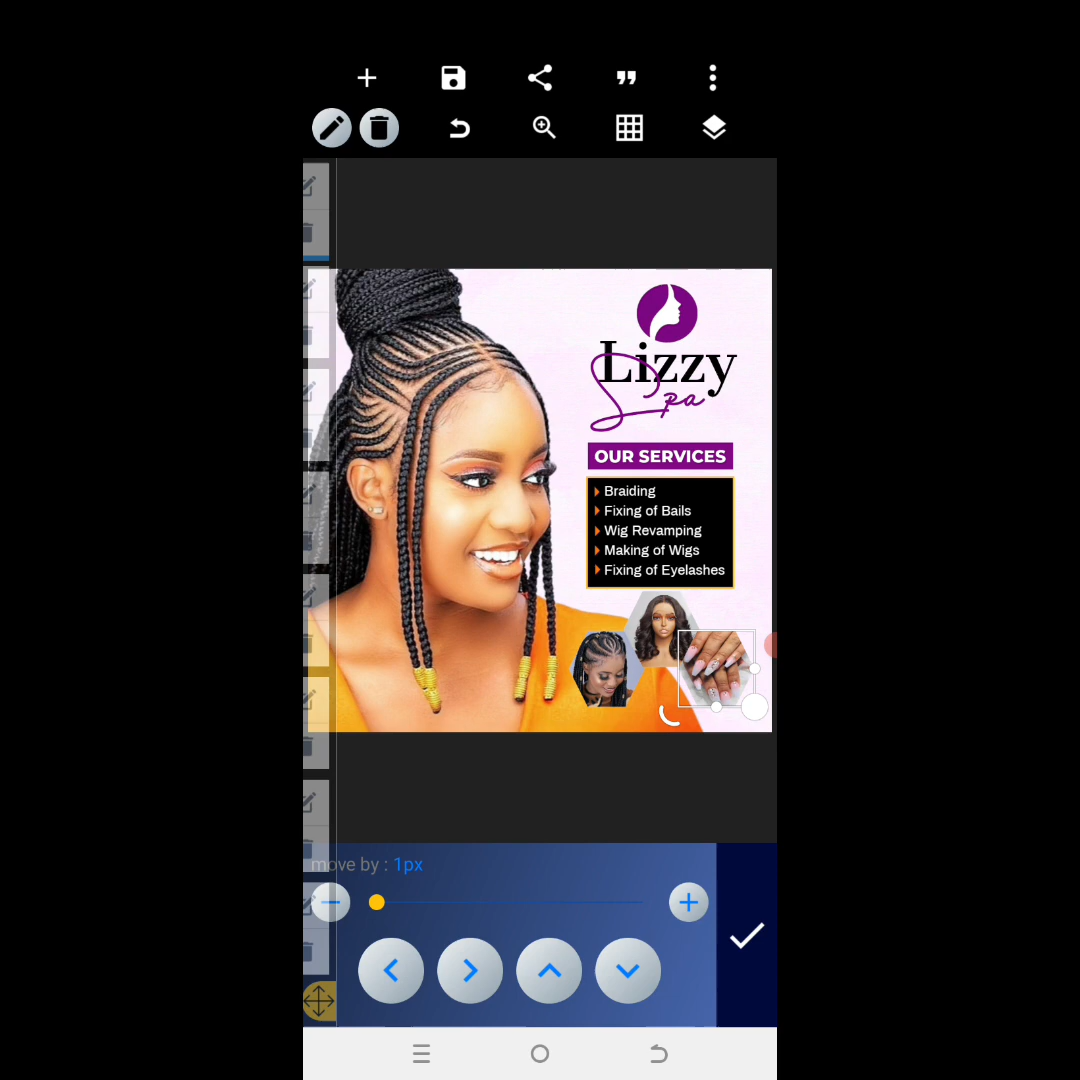 Lizzy
Spa
OUR SERVICES
Braiding
Fixing of Bails
Wig Revamping
Making of Wigs
Fixing of Eyelashes
move by : 1px